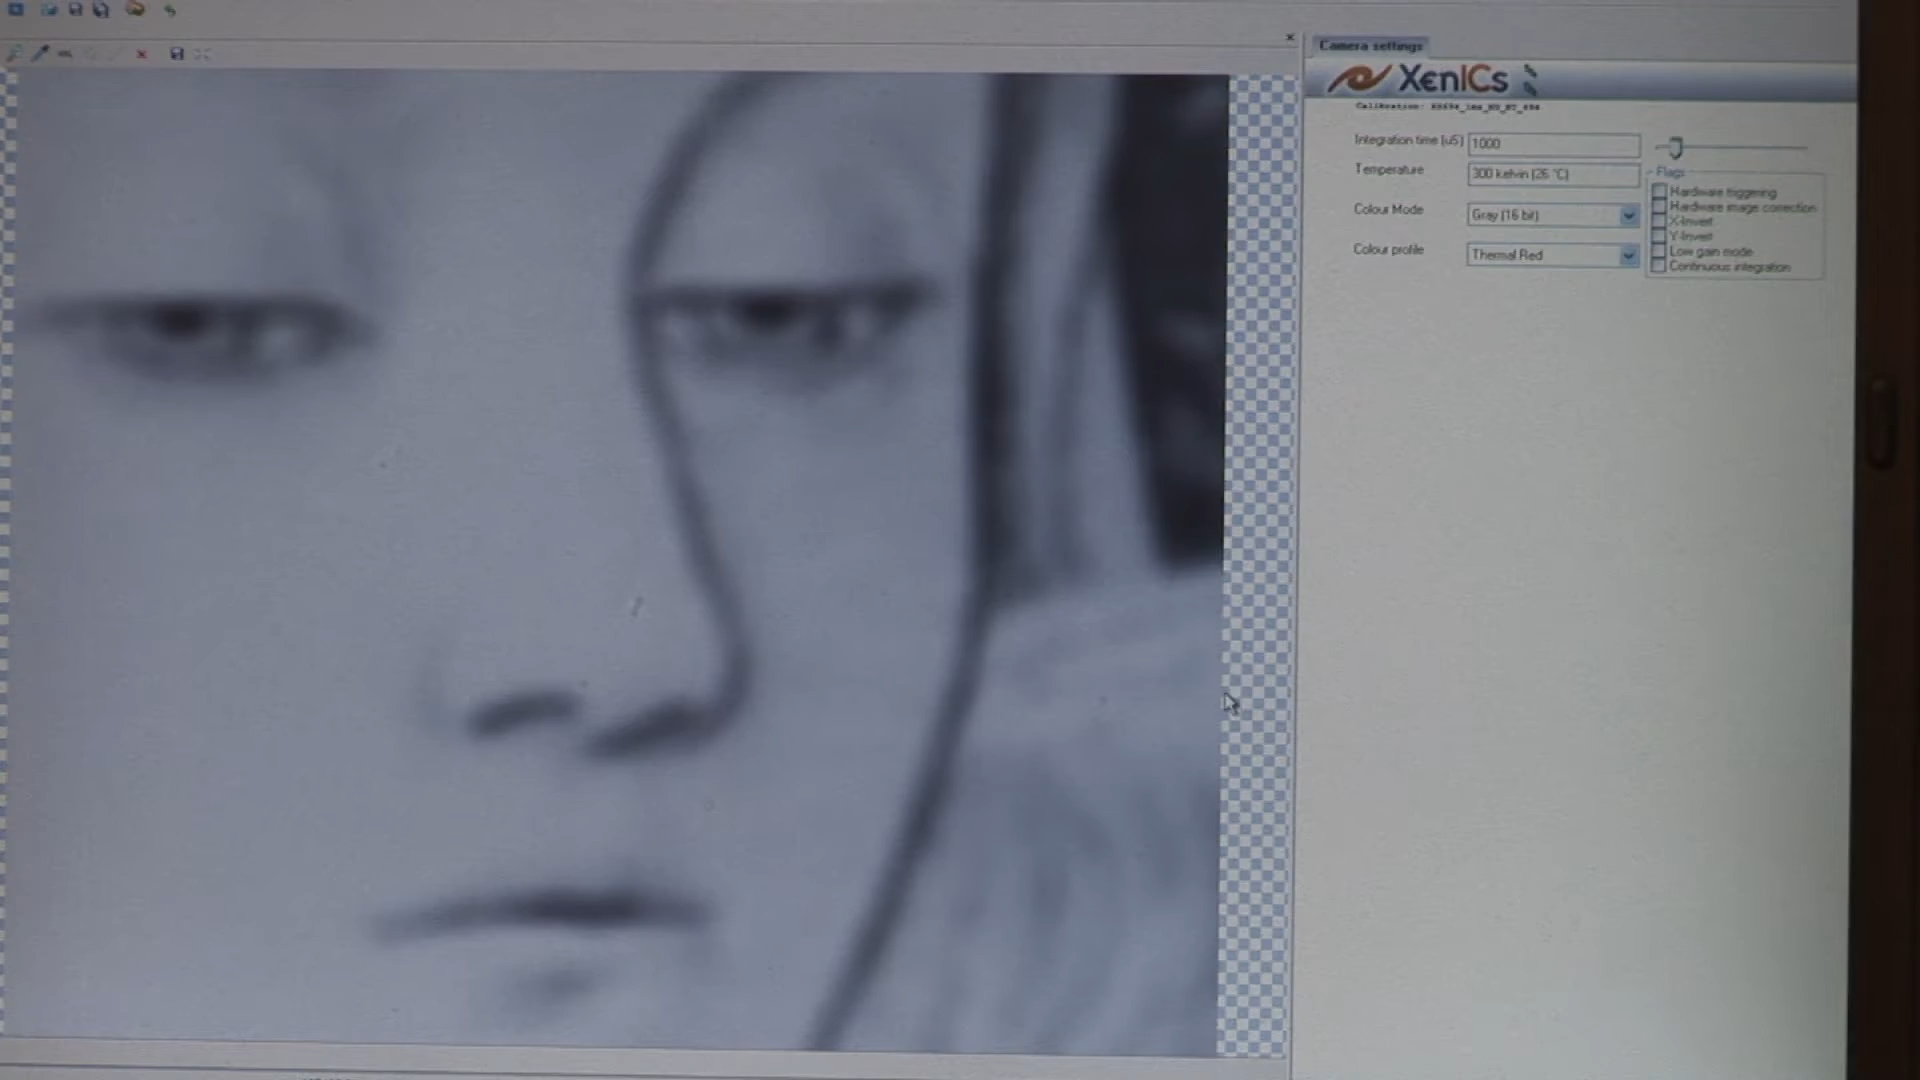 Camera settings
XenICs
Calibration:
Integration time (uS) 1000
Temperature 300 kelvin (26 °C)
Colour Mode Gray (16 bit)
Colour profile Thermal Red
Flags
Hardware triggering
Hardware image correction
X-Invert
Y-Invert
Low gain mode
Continuous integration